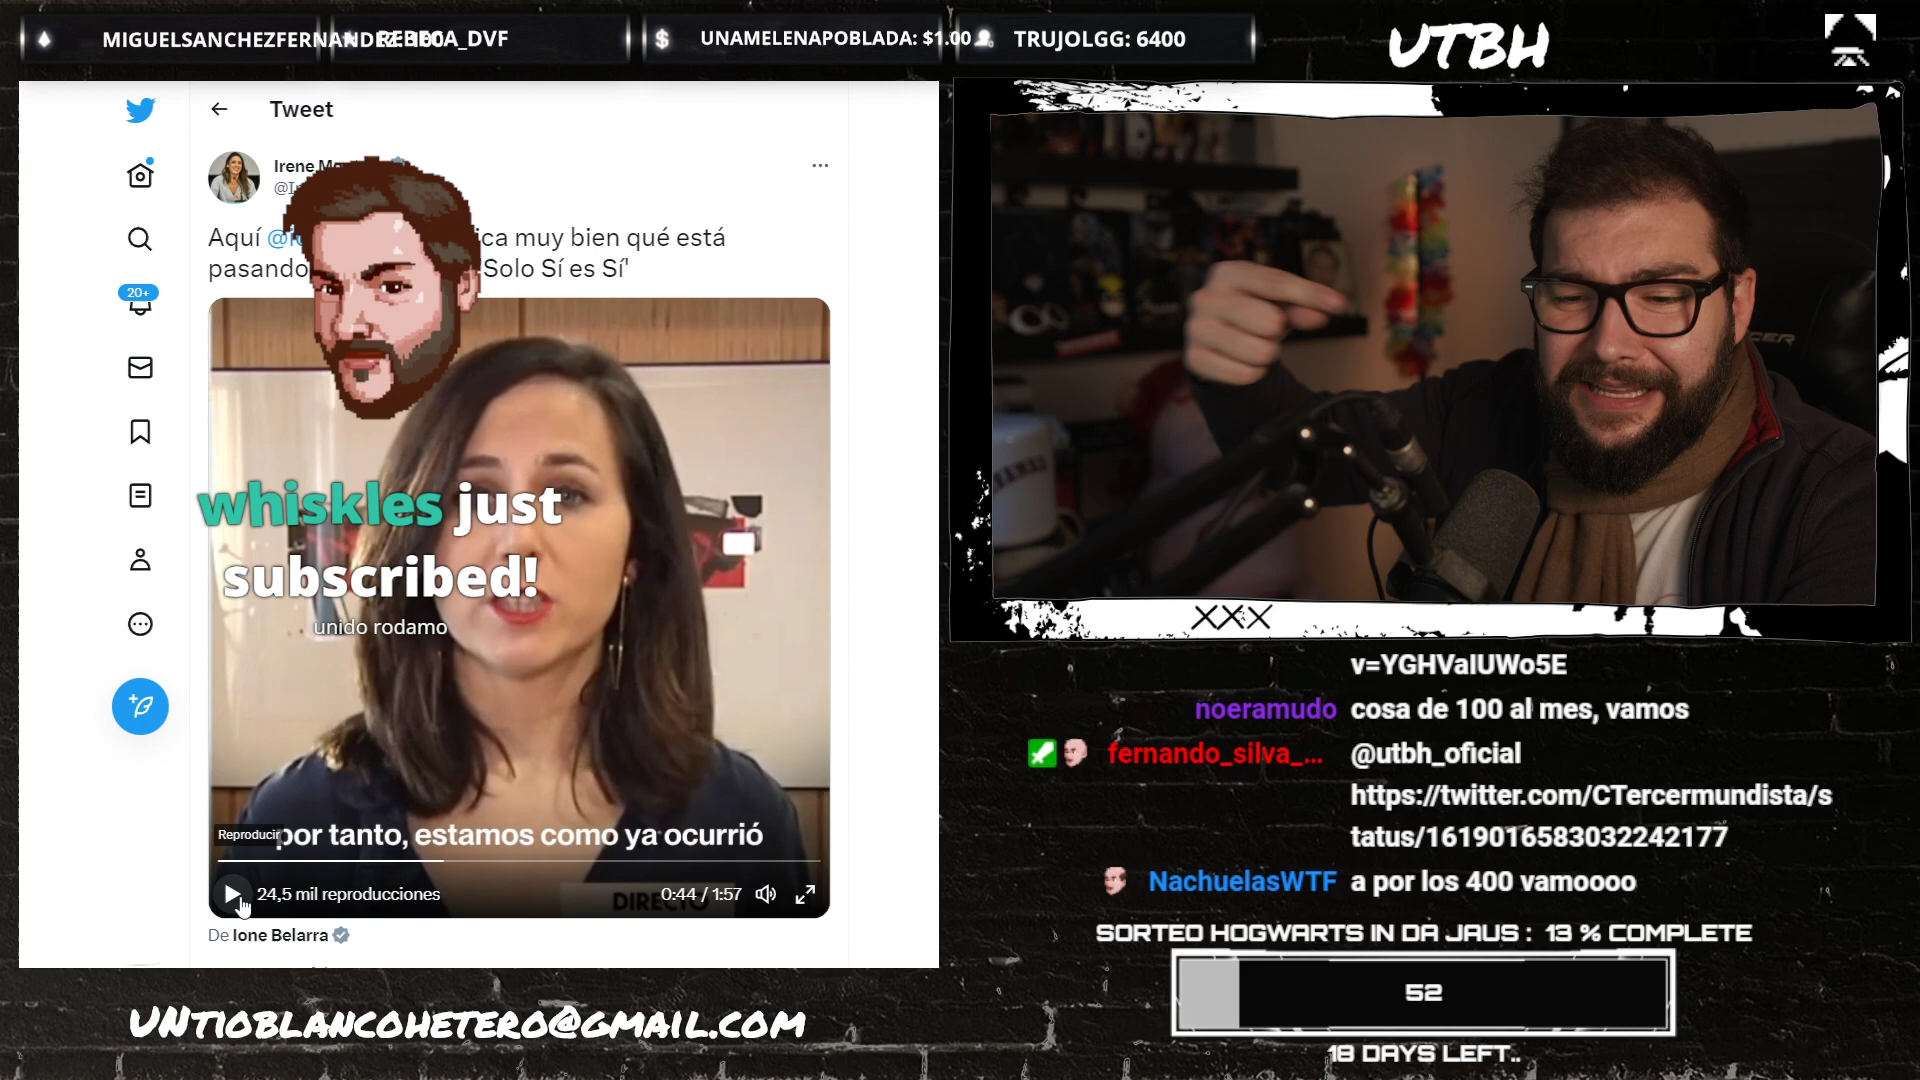 MIGUELSANCHEZFERNANDEZ: 100
REBECA_DVF
UNAMELENAPOBLADA: $1.00
TRUJOLGG: 6400
UTBH
Tweet
Irene
Aquí muy bien qué está
pasando Solo Sí es Sí'
20+
whiskles just
subscribed!
unido rodamo
Reproducir
por tanto, estamos como ya ocurrió
24,5 mil reproducciones
0:44 / 1:57
DIRECTO
De Ione Belarra
XXX
v=YGHVaIUWo5E
noeramudo cosa de 100 al mes, vamos
fernando_silva_... @utbh_oficial
https://twitter.com/CTercermundista/s
tatus/1619016583032242177
NachuelasWTF a por los 400 vamoooo
SORTEO HOGWARTS IN DA JAUS : 13 % COMPLETE
52
18 DAYS LEFT..
UNTIOBLANCOHETERO@GMAIL.COM